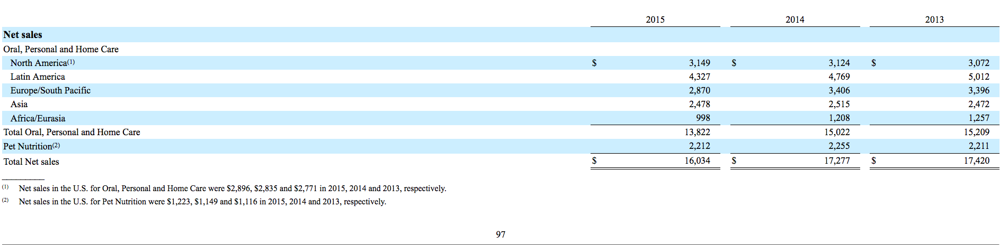 2015 2014 2013
Net sales
Oral, Personal and Home Care
North America(1) $ 3,149 $ 3,124 $ 3,072
Latin America 4,327 4,769 5,012
Europe/South Pacific 2,870 3,406 3,396
Asia 2,478 2,515 2,472
Africa/Eurasia 998 1,208 1,257
Total Oral, Personal and Home Care 13,822 15,022 15,209
Pet Nutrition(2) 2,212 2,255 2,211
Total Net sales $ 16,034 $ 17,277 $ 17,420
(1) Net sales in the U.S. for Oral, Personal and Home Care were $2,896, $2,835 and $2,771 in 2015, 2014 and 2013, respectively.
(2) Net sales in the U.S. for Pet Nutrition were $1,223, $1,149 and $1,116 in 2015, 2014 and 2013, respectively.
97